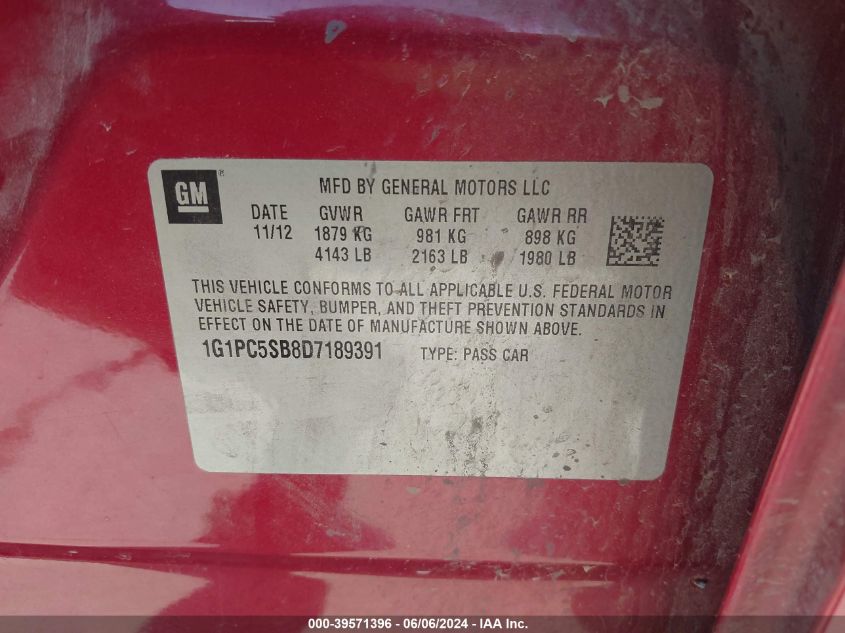 GM ® MFD BY GENERAL MOTORS LLC
DATE GVWR GAWR FRT GAWR RR
11/12 1879 KG 981 KG 898 KG
4143 LB 2163 LB 1980 LB
THIS VEHICLE CONFORMS TO ALL APPLICABLE U.S. FEDERAL MOTOR
VEHICLE SAFETY, BUMPER, AND THEFT PREVENTION STANDARDS IN
EFFECT ON THE DATE OF MANUFACTURE SHOWN ABOVE.
1G1PC5SB8D7189391 TYPE: PASS CAR
000-39571396 - 06/06/2024 - IAA Inc.